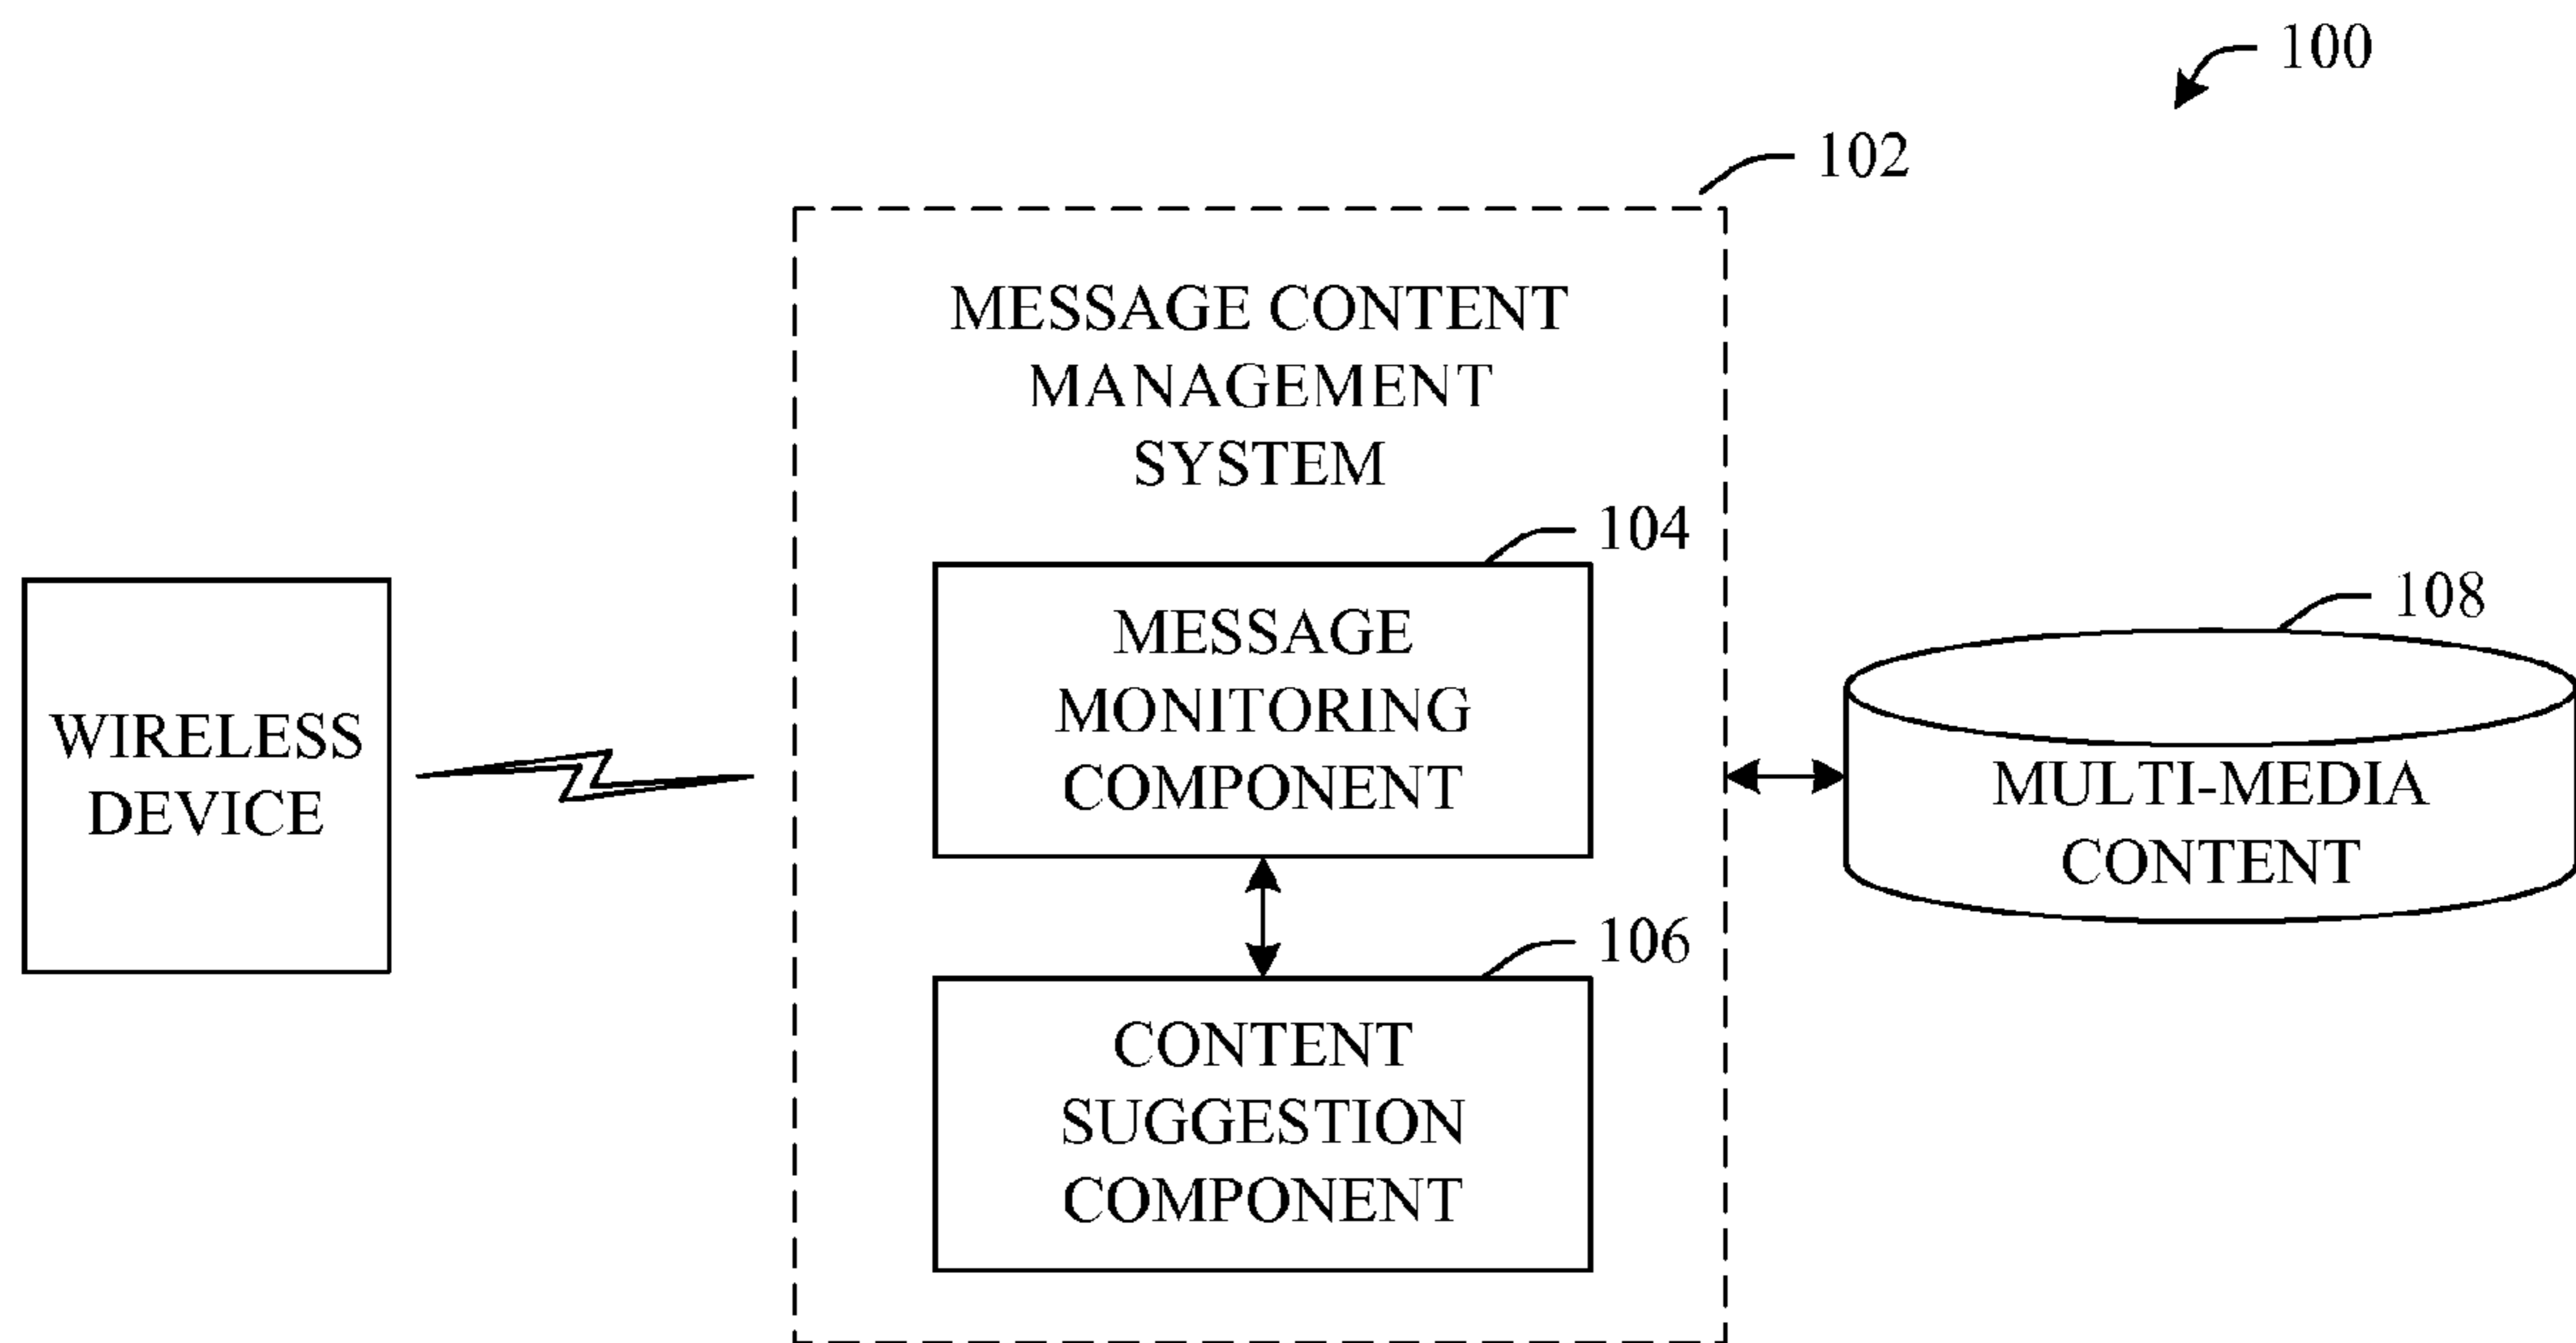 100
102
MESSAGE CONTENT
MANAGEMENT
SYSTEM
104
MESSAGE
MONITORING
COMPONENT
106
CONTENT
SUGGESTION
COMPONENT
WIRELESS
DEVICE
108
MULTI-MEDIA
CONTENT